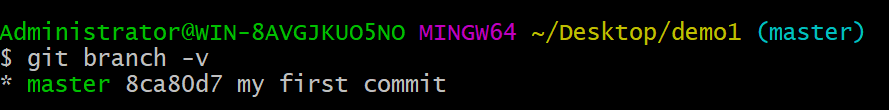 Administrator@WIN-8AVGJKUO5NO MINGW64 ~/Desktop/demo1 (master)
$ git branch -v
* master 8ca80d7 my first commit